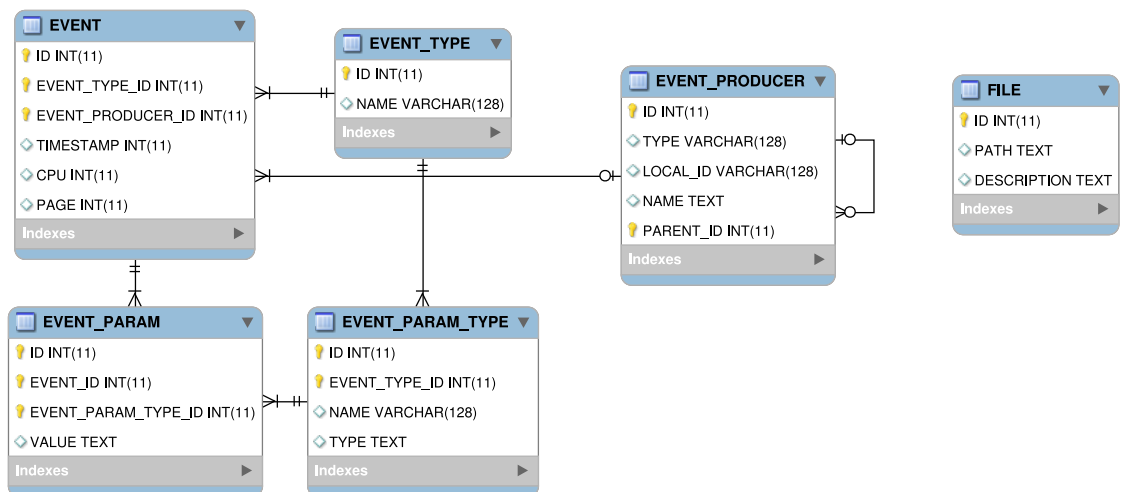 EVENT
ID INT(11)
EVENT_TYPE_ID INT(11)
EVENT_PRODUCER_ID INT(11)
TIMESTAMP INT(11)
CPU INT(11)
PAGE INT(11)
Indexes
EVENT_TYPE
ID INT(11)
NAME VARCHAR(128)
Indexes
EVENT_PRODUCER
ID INT(11)
TYPE VARCHAR(128)
LOCAL_ID VARCHAR(128)
NAME TEXT
PARENT_ID INT(11)
Indexes
FILE
ID INT(11)
PATH TEXT
DESCRIPTION TEXT
Indexes
EVENT_PARAM
ID INT(11)
EVENT_ID INT(11)
EVENT_PARAM_TYPE_ID INT(11)
VALUE TEXT
Indexes
EVENT_PARAM_TYPE
ID INT(11)
EVENT_TYPE_ID INT(11)
NAME VARCHAR(128)
TYPE TEXT
Indexes